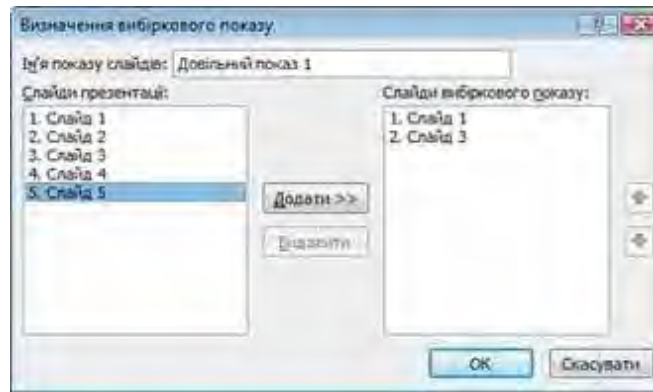 Визначення вибіркового показу
Ім'я показу слайдів: Довільний показ 1
Слайди презентації:
Слайди вибіркового показу:
1. Слайд 1
2. Слайд 2
3. Слайд 3
4. Слайд 4
5. Слайд 5
1. Слайд 1
2. Слайд 3
Додати >>
Видалити
ОК
Скасувати